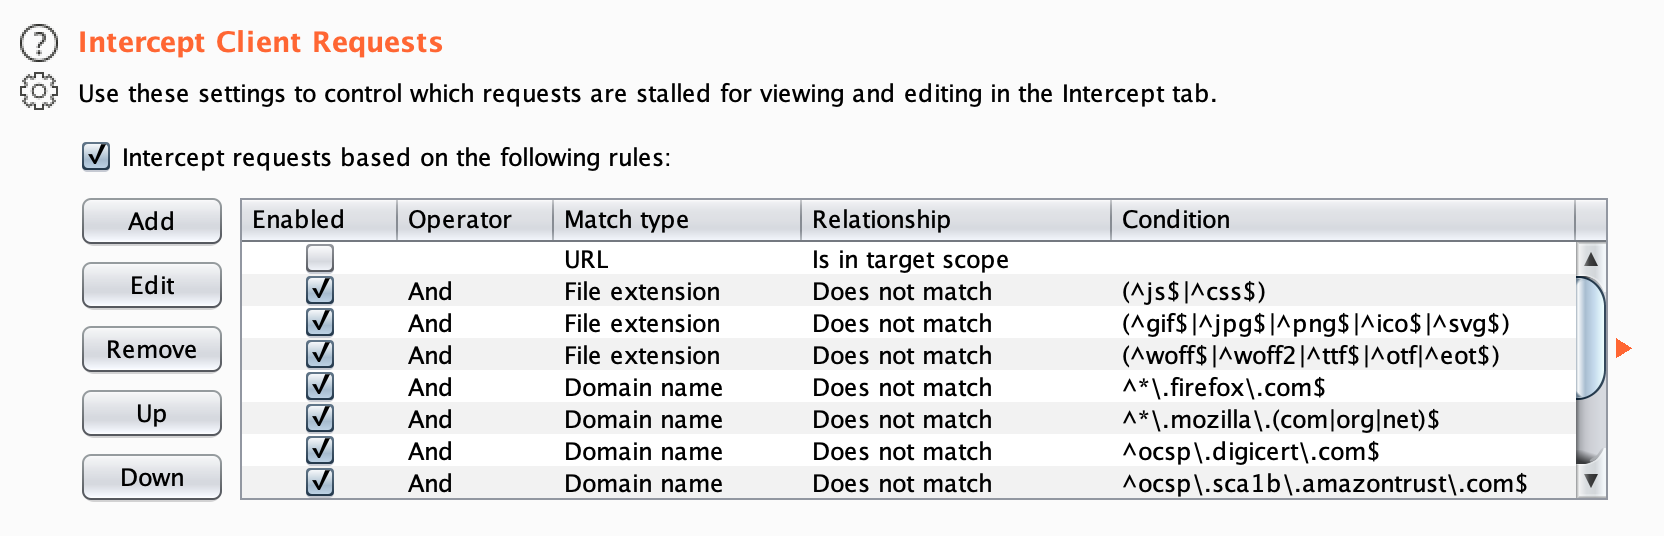 Intercept Client Requests
Use these settings to control which requests are stalled for viewing and editing in the Intercept tab.
Intercept requests based on the following rules:
Add
Edit
Remove
Up
Down
Enabled Operator Match type Relationship Condition
URL Is in target scope
And File extension Does not match (^js$|^css$)
And File extension Does not match (^gif$|^jpg$|^png$|^ico$|^svg$)
And File extension Does not match (^woff$|^woff2|^ttf$|^otf|^eot$)
And Domain name Does not match ^*\.firefox\.com$
And Domain name Does not match ^*\.mozilla\.(com|org|net)$
And Domain name Does not match ^ocsp\.digicert\.com$
And Domain name Does not match ^ocsp\.sca1b\.amazontrust\.com$